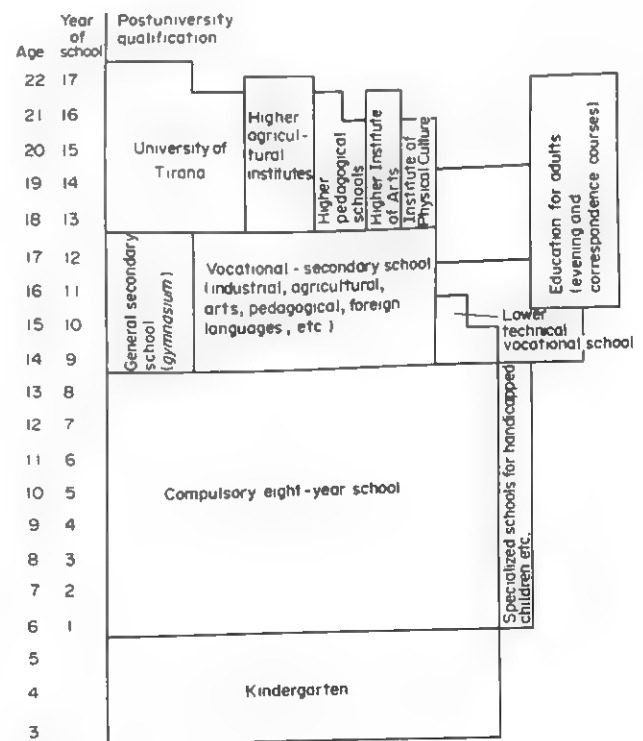 Age
Year
of
school
Postuniversity
qualification
22 17
21 16
20 15
19 14
18 13
17 12
16 11
15 10
14 9
13 8
12 7
11 6
10 5
9 4
8 3
7 2
6 1
5
4
3
University of
Tirana
Higher
agricul-
tural
institutes
Higher
pedagogical
schools
Higher Institute
of Arts
Institute of
Physical Culture
Education for adults
(evening and
correspondence courses)
General secondary
school
(gymnasium)
Vocational - secondary school
(industrial, agricultural,
arts, pedagogical, foreign
languages, etc)
Lower
technical
vocational school
Compulsory eight-year school
Specialized schools for handicapped
children etc.
Kindergarten